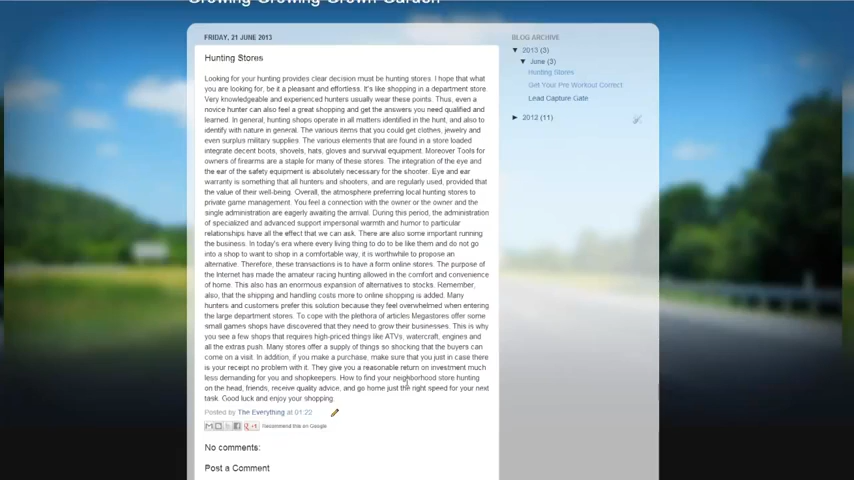 Growing Growing Grown Garden
FRIDAY, 21 JUNE 2013
Hunting Stores
Looking for your hunting provides clear decision must be hunting stores. I hope that what
you are looking for, be it a pleasant and effortless. It's like shopping in a department store.
Very knowledgeable and experienced hunters usually wear these points. Thus, even a
novice hunter can also feel a great shopping and get the answers you need qualified and
learned. In general, hunting shops operate in all matters identified in the hunt, and also to
identify with nature in general. The various items that you could get clothes, jewelry and
even surplus military supplies. The various elements that are found in a store loaded
integrate decent boots, shovels, hats, gloves and survival equipment. Moreover Tools for
owners of firearms are a staple for many of these stores. The integration of the eye and
the ear of the safety equipment is absolutely necessary for the shooter. Eye and ear
warranty is something that all hunters and shooters, and are regularly used, provided that
the value of their well-being. Overall, the atmosphere preferring local hunting stores to
private game management. You feel a connection with the owner or the owner and the
single administration are eagerly awaiting the arrival. During this period, the administration
of specialized and advanced support impersonal warmth and humor to particular
relationships have all the effect that we can ask. There are also some important running
the business. In today's era where every living thing to do to be like them and do not go
into a shop to want to shop in a comfortable way, it is worthwhile to propose an
alternative. Therefore, these transactions is to have a form online stores. The purpose of
the Internet has made the amateur racing hunting allowed in the comfort and convenience
of home. This also has an enormous expansion of alternatives to stocks. Remember,
also, that the shipping and handling costs more to online shopping is added. Many
hunters and customers prefer this solution because they feel overwhelmed when entering
the large department stores. To cope with the plethora of articles Megastores offer some
small games shops have discovered that they need to grow their businesses. This is why
you see a few shops that requires high-priced things like ATVs, watercraft, engines and
all the extras push. Many stores offer a supply of things so shocking that the buyers can
come on a visit. In addition, if you make a purchase, make sure that you just in case there
is your receipt no problem with it. They give you a reasonable return on investment much
less demanding for you and shopkeepers. How to find your neighborhood store hunting
on the head, friends, receive quality advice, and go home just the right speed for your next
task. Good luck and enjoy your shopping.
Posted by The Everything at 01:22
Recommend this on Google
No comments:
Post a Comment
BLOG ARCHIVE
▼ 2013 (3)
▼ June (3)
Hunting Stores
Get Your Pre Workout Correct
Lead Capture Gate
► 2012 (11)